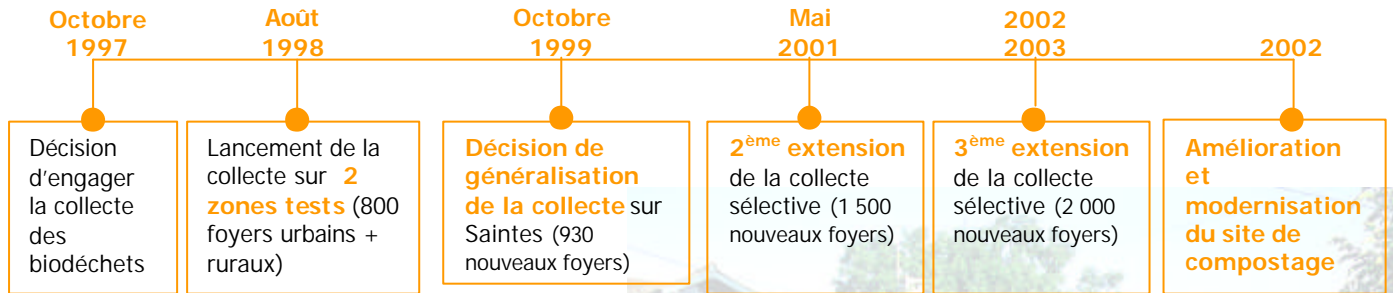 Octobre
1997
Août
1998
Octobre
1999
Mai
2001
2002
2003
2002
Décision
d'engager
la collecte
des
biodéchets
Lancement de la
collecte sur 2
zones tests (800
foyers urbains +
ruraux)
Décision de
généralisation
de la collecte sur
Saintes (930
nouveaux foyers)
2ème extension
de la collecte
sélective (1 500
nouveaux foyers)
3ème extension
de la collecte
sélective (2 000
nouveaux foyers)
Amélioration
et
modernisation
du site de
compostage